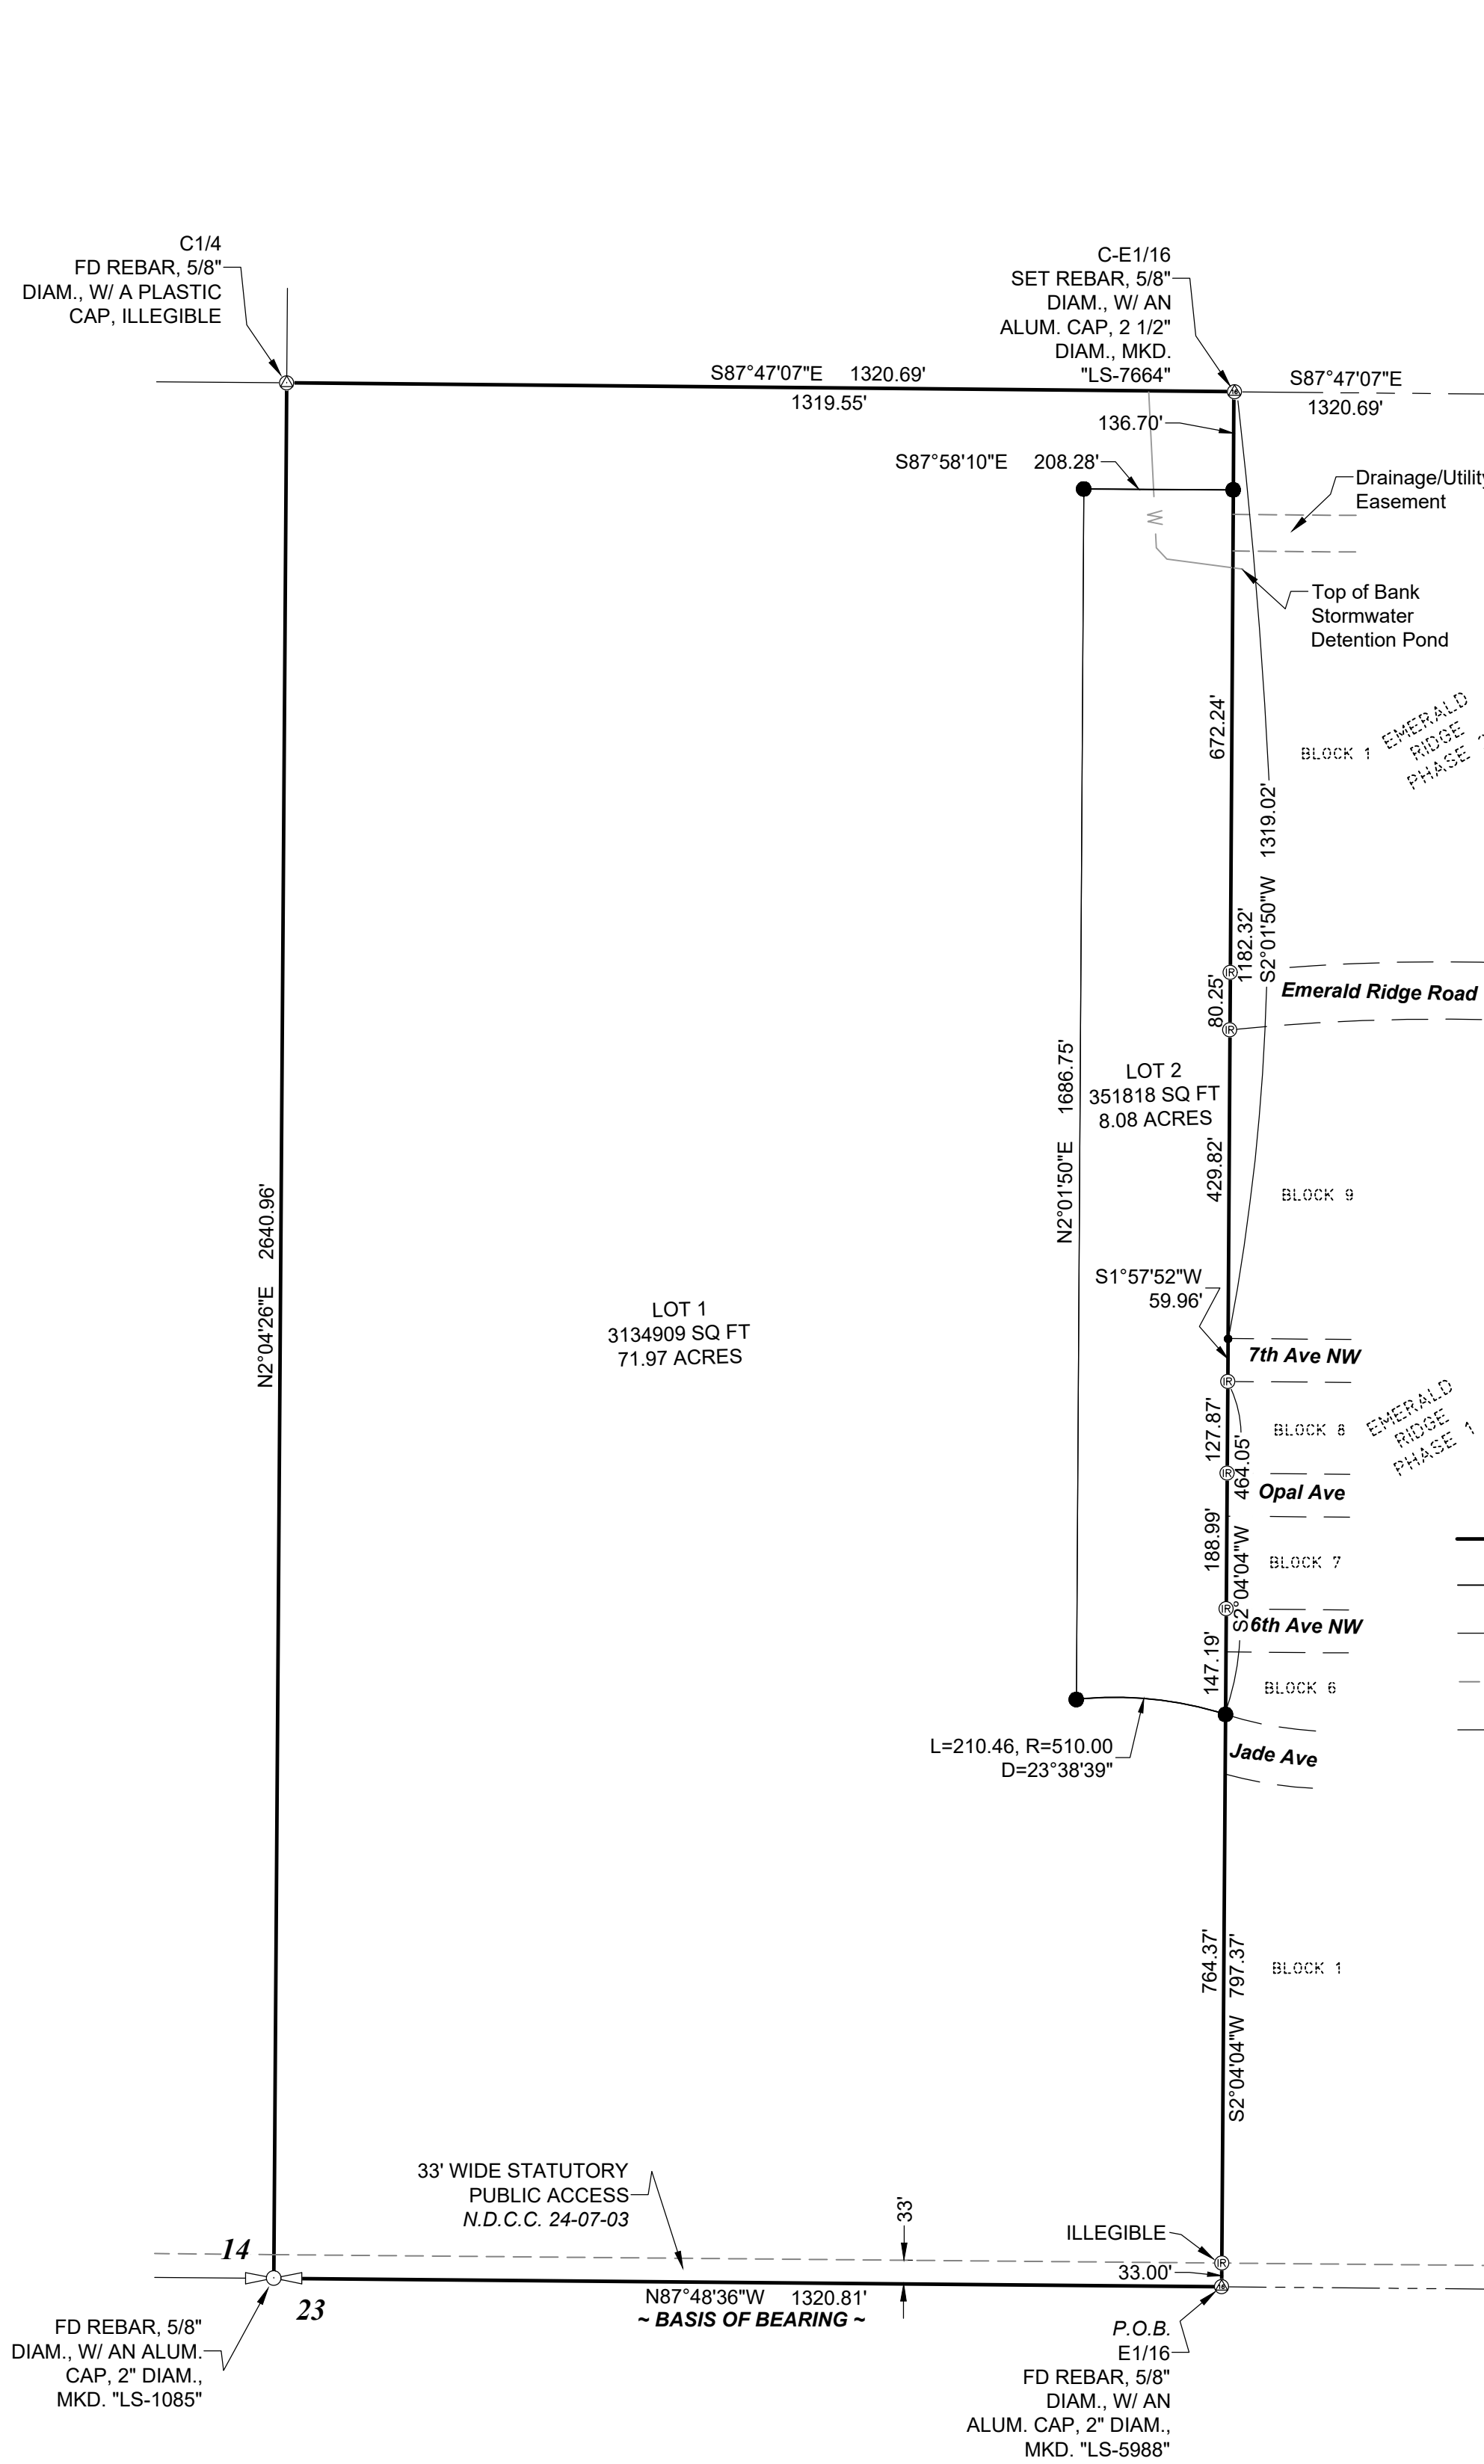 C1/4
FD REBAR, 5/8"
DIAM., W/ A PLASTIC
CAP, ILLEGIBLE
C-E1/16
SET REBAR, 5/8"
DIAM., W/ AN
ALUM. CAP, 2 1/2"
DIAM., MKD.
"LS-7664"
S87°47'07"E 1320.69'
1319.55'
S87°47'07"E
1320.69'
136.70'
S87°58'10"E 208.28'
Drainage/Utility
Easement
Top of Bank
Stormwater
Detention Pond
672.24'
BLOCK 1
EMERALD
RIDGE
PHASE
S2°01'50"W 1319.02'
1182.32'
IR
80.25'
Emerald Ridge Road
IR
N2°01'50"E 1686.75'
LOT 2
351818 SQ FT
8.08 ACRES
429.82'
BLOCK 9
N2°04'26"E 2640.96'
S1°57'52"W
59.96'
LOT 1
3134909 SQ FT
71.97 ACRES
7th Ave NW
IR
127.87'
BLOCK 8
EMERALD
RIDGE
PHASE 1
S2°04'04"W 464.05'
IR
Opal Ave
188.99'
BLOCK 7
IR
6th Ave NW
147.19'
BLOCK 6
L=210.46, R=510.00
D=23°38'39"
Jade Ave
764.37'
S2°04'04"W 797.37'
BLOCK 1
33' WIDE STATUTORY
PUBLIC ACCESS
N.D.C.C. 24-07-03
33'
ILLEGIBLE
IR
33.00'
14
23
N87°48'36"W 1320.81'
~ BASIS OF BEARING ~
FD REBAR, 5/8"
DIAM., W/ AN ALUM.
CAP, 2" DIAM.,
MKD. "LS-1085"
P.O.B.
E1/16
FD REBAR, 5/8"
DIAM., W/ AN
ALUM. CAP, 2" DIAM.,
MKD. "LS-5988"